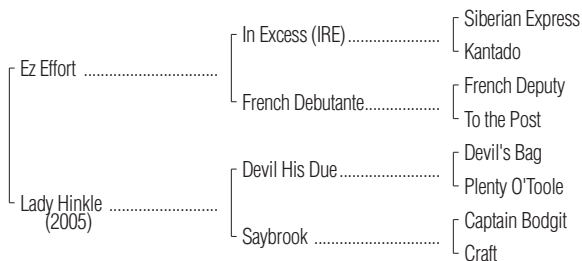 Siberian Express
In Excess (IRE) ......................
Kantado
Ez Effort ................................
French Deputy
French Debutante..................
To the Post
Devil's Bag
Devil His Due ........................
Plenty O'Toole
Lady Hinkle ..........................
(2005)
Captain Bodgit
Saybrook ..............................
Craft